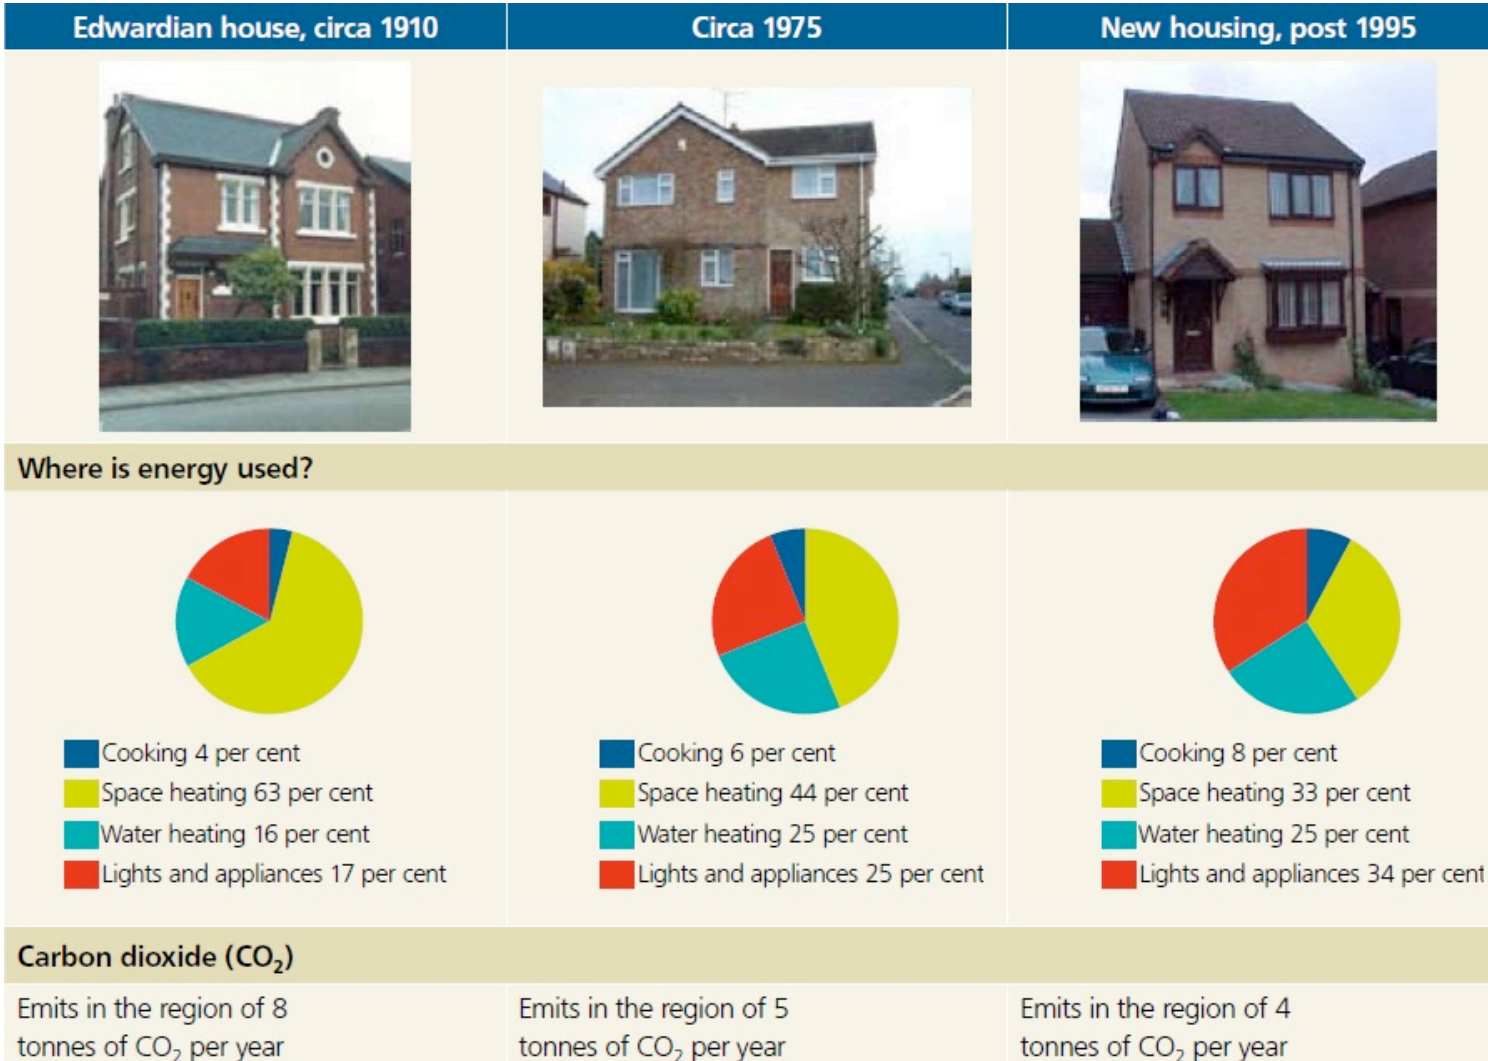 Edwardian house, circa 1910
Circa 1975
New housing, post 1995
Where is energy used?
Cooking 4 per cent
Space heating 63 per cent
Water heating 16 per cent
Lights and appliances 17 per cent
Cooking 6 per cent
Space heating 44 per cent
Water heating 25 per cent
Lights and appliances 25 per cent
Cooking 8 per cent
Space heating 33 per cent
Water heating 25 per cent
Lights and appliances 34 per cent
Carbon dioxide (CO₂)
Emits in the region of 8
tonnes of CO₂ per year
Emits in the region of 5
tonnes of CO₂ per year
Emits in the region of 4
tonnes of CO₂ per year